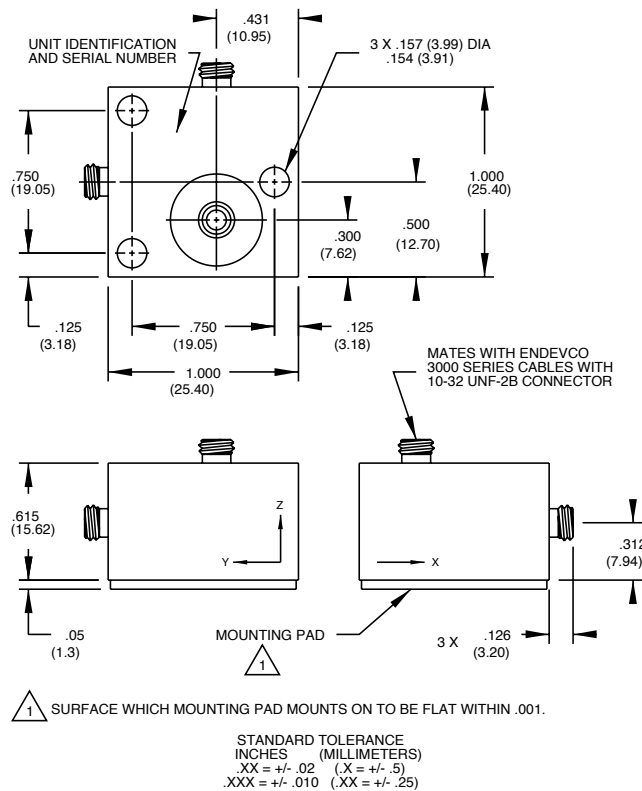 .431
(10.95)
UNIT IDENTIFICATION
AND SERIAL NUMBER
3 X .157 (3.99) DIA
.154 (3.91)
.750
(19.05)
1.000
(25.40)
.500
(12.70)
.300
(7.62)
.125
(3.18)
.750
(19.05)
.125
(3.18)
1.000
(25.40)
MATES WITH ENDEVCO
3000 SERIES CABLES WITH
10-32 UNF-2B CONNECTOR
.615
(15.62)
Z
Y
X
.312
(7.94)
.05
(1.3)
MOUNTING PAD
1
3 X .126
(3.20)
1 SURFACE WHICH MOUNTING PAD MOUNTS ON TO BE FLAT WITHIN .001.
STANDARD TOLERANCE
INCHES (MILLIMETERS)
.XX = +/- .02 (.X = +/- .5)
.XXX = +/- .010 (.XX = +/- .25)